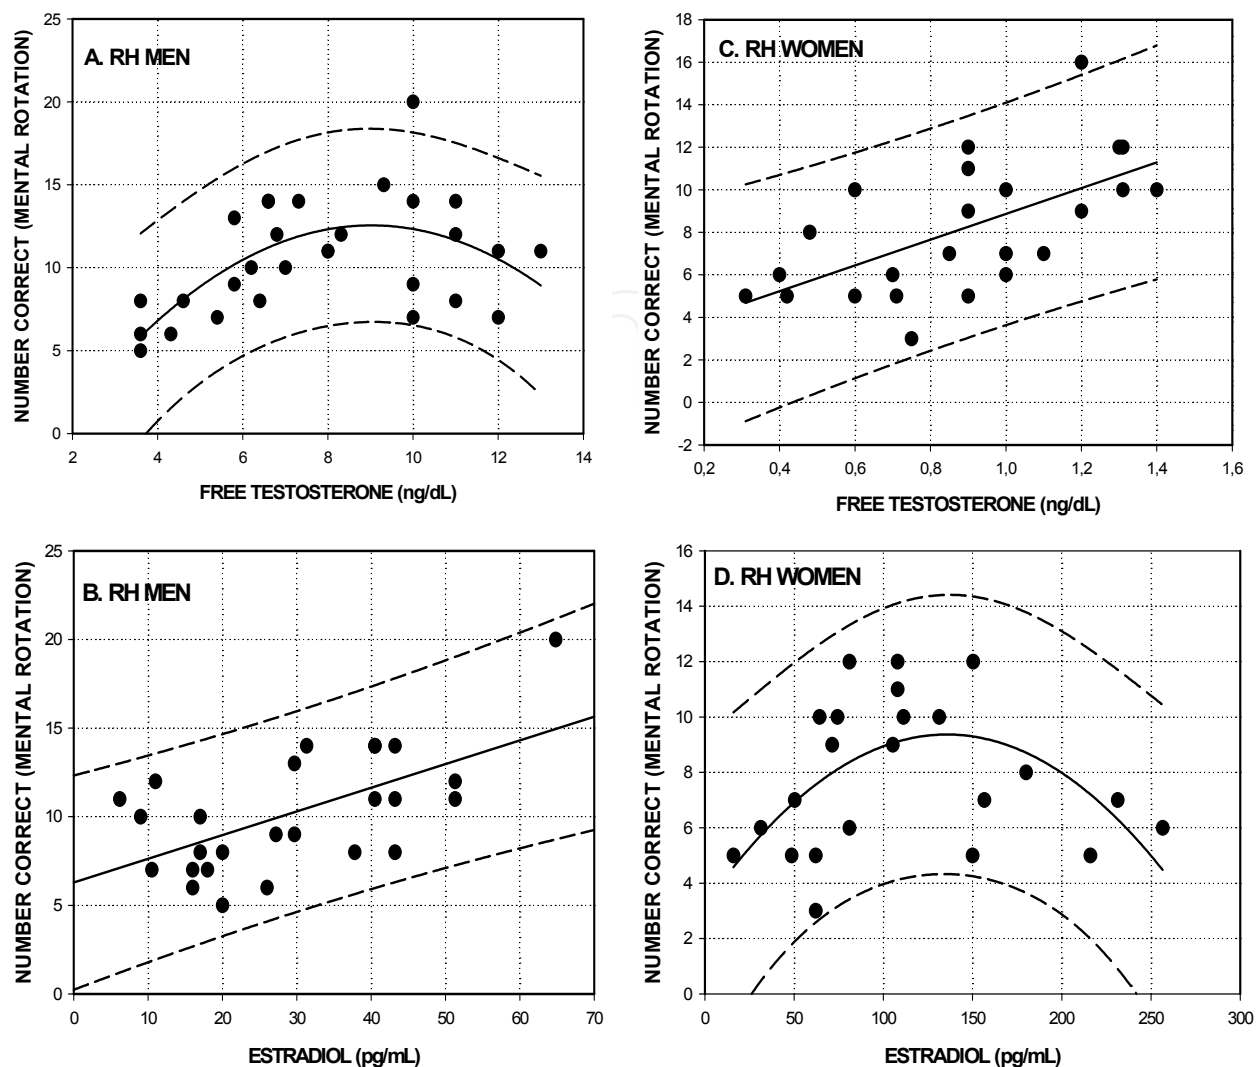 A. RH MEN
NUMBER CORRECT (MENTAL ROTATION)
25
20
15
10
5
0
2 4 6 8 10 12 14
FREE TESTOSTERONE (ng/dL)
C. RH WOMEN
NUMBER CORRECT (MENTAL ROTATION)
18
16
14
12
10
8
6
4
2
0
-2
0,2 0,4 0,6 0,8 1,0 1,2 1,4 1,6
FREE TESTOSTERONE (ng/dL)
B. RH MEN
NUMBER CORRECT (MENTAL ROTATION)
25
20
15
10
5
0
0 10 20 30 40 50 60 70
ESTRADIOL (pg/mL)
D. RH WOMEN
NUMBER CORRECT (MENTAL ROTATION)
16
14
12
10
8
6
4
2
0
0 50 100 150 200 250 300
ESTRADIOL (pg/mL)